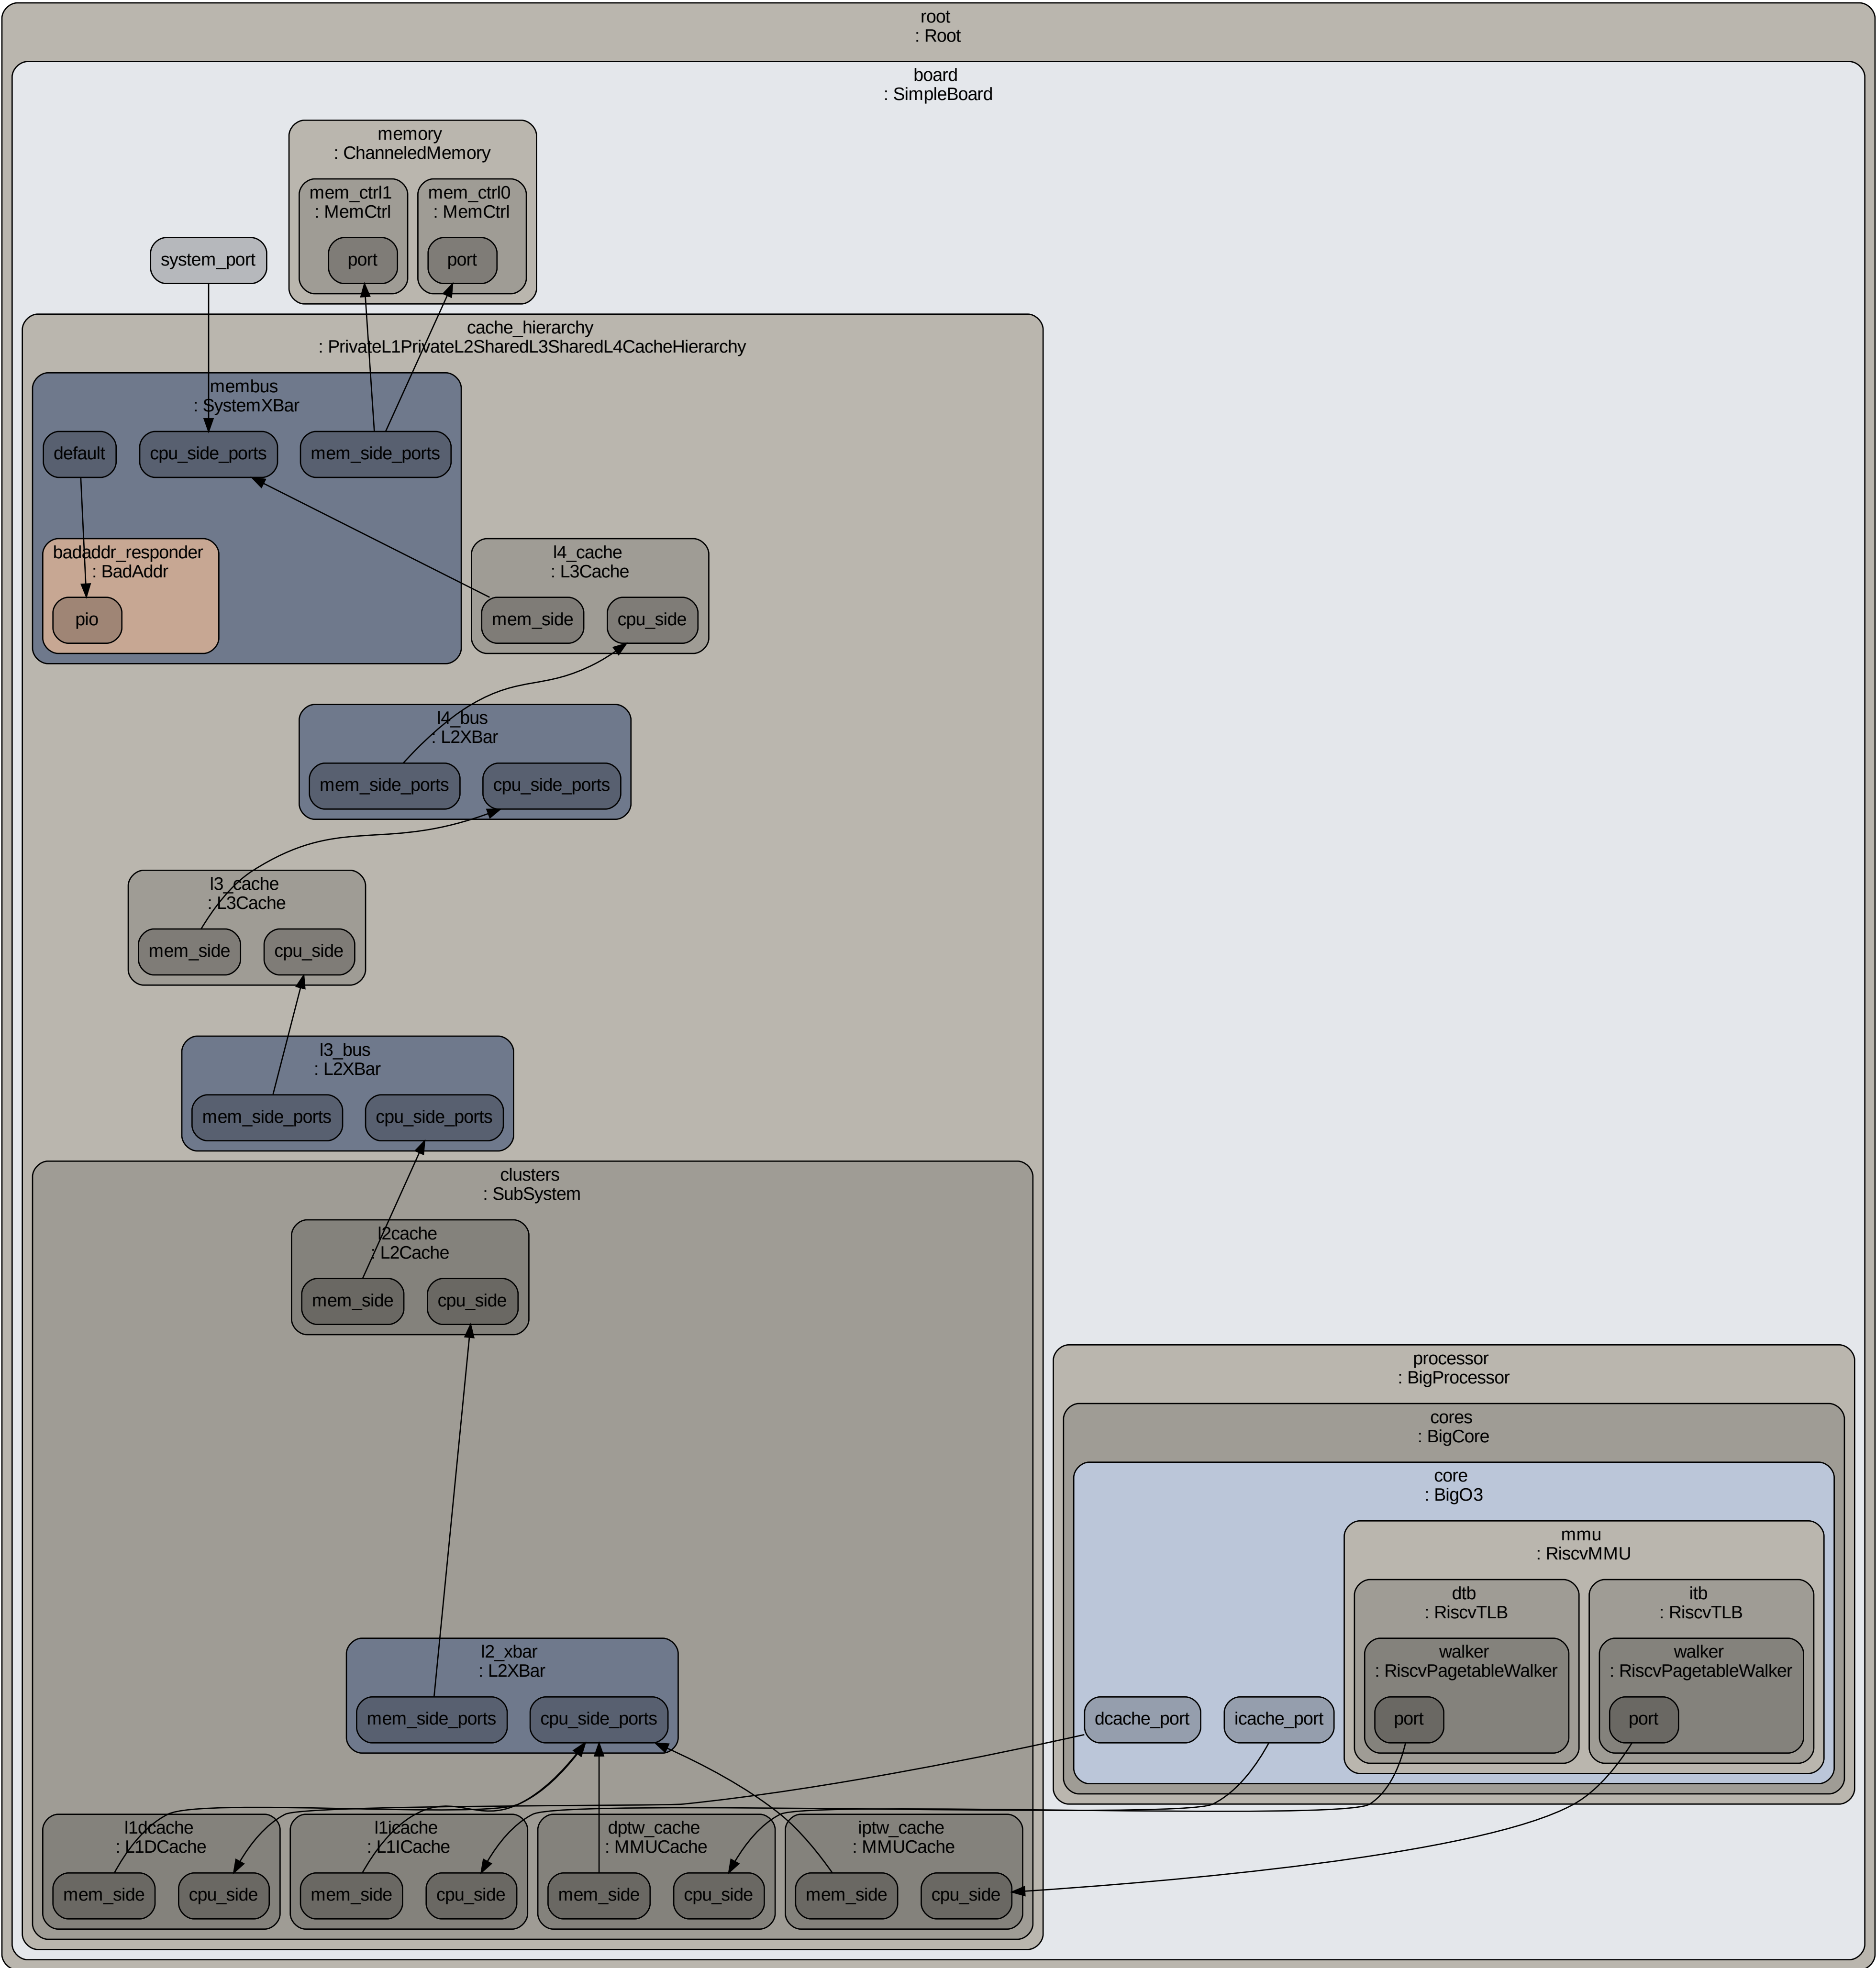 root
: Root
board
: SimpleBoard
memory
: ChanneledMemory
mem_ctrl1
: MemCtrl
port
mem_ctrl0
: MemCtrl
port
system_port
cache_hierarchy
: PrivateL1PrivateL2SharedL3SharedL4CacheHierarchy
membus
: SystemXBar
default
cpu_side_ports
mem_side_ports
badaddr_responder
: BadAddr
pio
l4_cache
: L3Cache
mem_side
cpu_side
l4_bus
: L2XBar
mem_side_ports
cpu_side_ports
l3_cache
: L3Cache
mem_side
cpu_side
l3_bus
: L2XBar
mem_side_ports
cpu_side_ports
clusters
: SubSystem
l2cache
: L2Cache
mem_side
cpu_side
l2_xbar
: L2XBar
mem_side_ports
cpu_side_ports
l1dcache
: L1DCache
mem_side
cpu_side
l1icache
: L1ICache
mem_side
cpu_side
dptw_cache
: MMUCache
mem_side
cpu_side
iptw_cache
: MMUCache
mem_side
cpu_side
processor
: BigProcessor
cores
: BigCore
core
: BigO3
dcache_port
icache_port
mmu
: RiscvMMU
dtb
: RiscvTLB
walker
: RiscvPagetableWalker
port
itb
: RiscvTLB
walker
: RiscvPagetableWalker
port